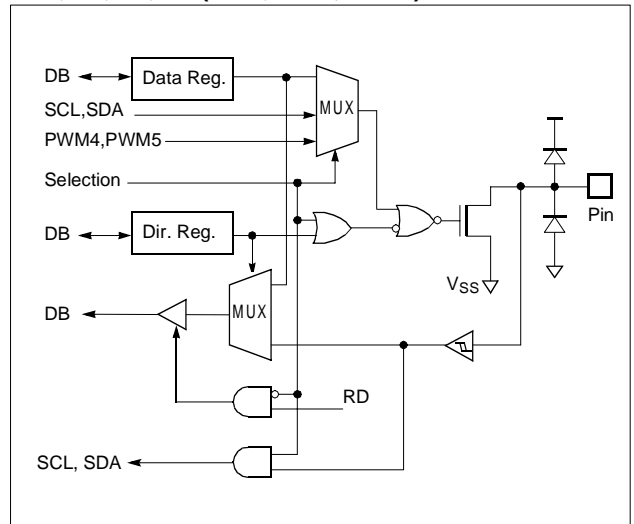 DB
Data Reg.
MUX
SCL,SDA
PWM4,PWM5
Selection
DB
Dir. Reg.
Pin
VSS
DB
MUX
RD
SCL, SDA